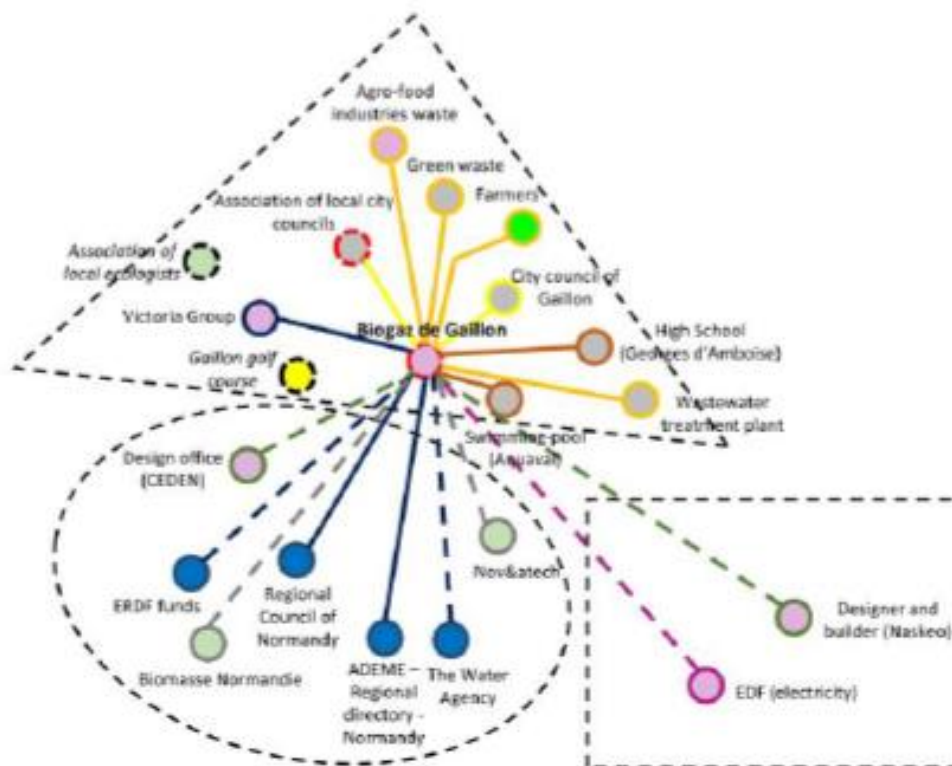 Agro-food
industries waste
Green waste
Farmers
Association of local city
councils
Association of
local ecologists
City council of
Gaillon
Victoria Group
Biogaz de Gaillon
High School
(Georges d'Amboise)
Gaillon golf
course
Wastewater
treatment plant
Swimming pool
(Aquaval)
Design office
(CEDEN)
Nov&atech
ERDF funds
Regional
Council of
Normandy
Designer and
builder (Naskeo)
Biomasse Normandie
ADEME –
Regional
directory -
Normandy
The Water
Agency
EDF (electricity)